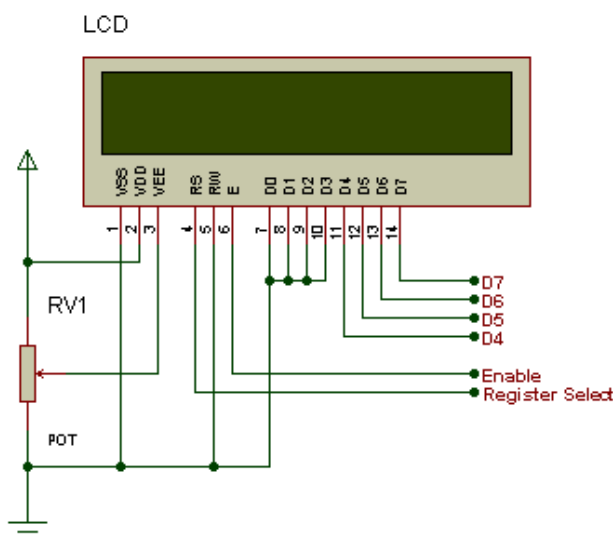 LCD
VSS VDD VEE RS RW E D0 D1 D2 D3 D4 D5 D6 D7
1 2 3 4 5 6 7 8 9 10 11 12 13 14
RV1
POT
D7
D6
D5
D4
Enable
Register Select